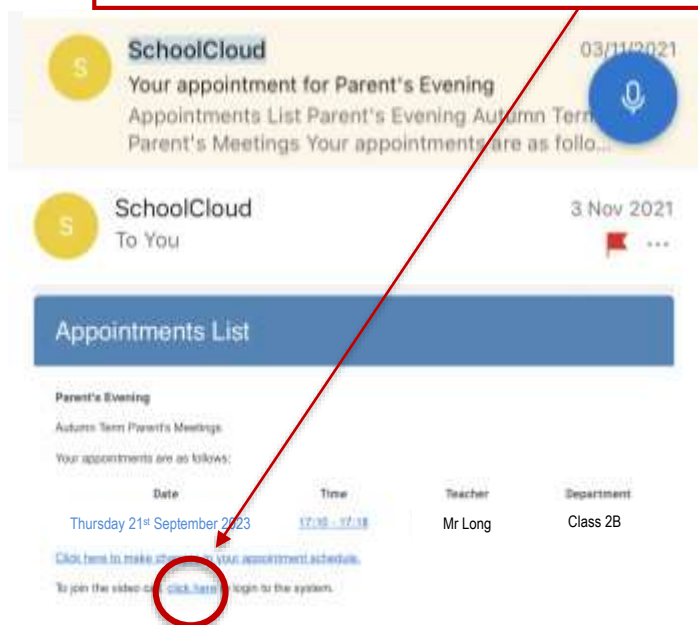 S
SchoolCloud
03/11/2021
Your appointment for Parent's Evening
Appointments List Parent's Evening Autumn Term
Parent's Meetings Your appointments are as follo...
S
SchoolCloud
3 Nov 2021
To You
Appointments List
Parent's Evening
Autumn Term Parent's Meetings
Your appointments are as follows:
Date Time Teacher Department
Thursday 21st September 2023 17:10 - 17:18 Mr Long Class 2B
Click here to make changes to your appointment schedule.
To join the video call click here to login to the system.